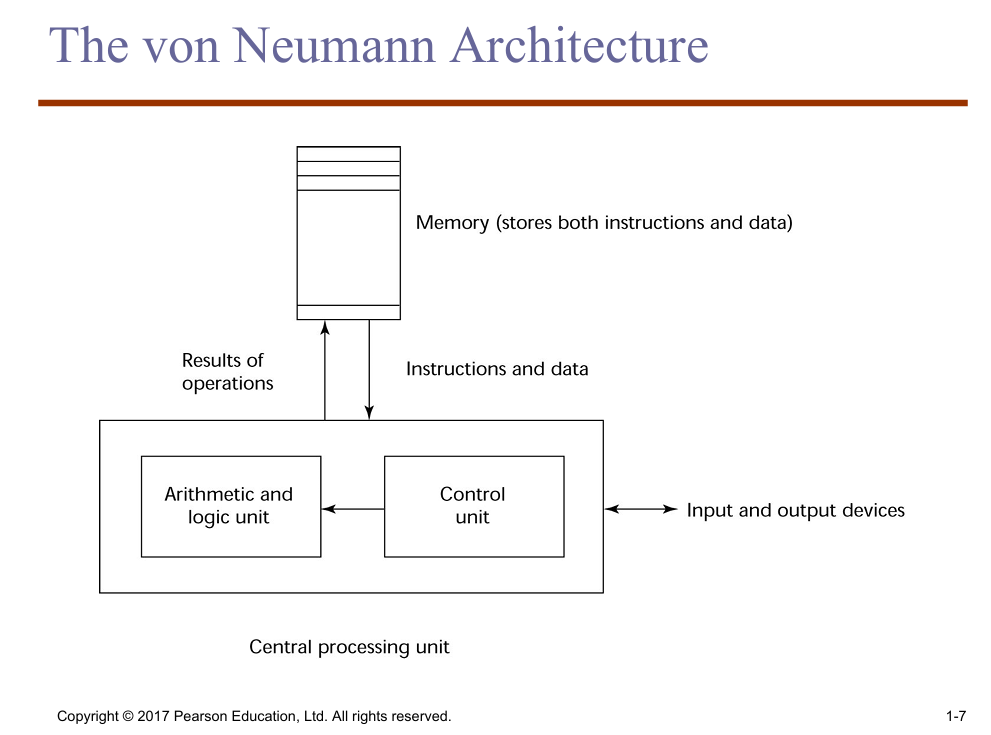 The von Neumann Architecture
Memory (stores both instructions and data)
Results of
operations
Instructions and data
Arithmetic and
logic unit
Control
unit
Input and output devices
Central processing unit
Copyright © 2017 Pearson Education, Ltd. All rights reserved.
1-7